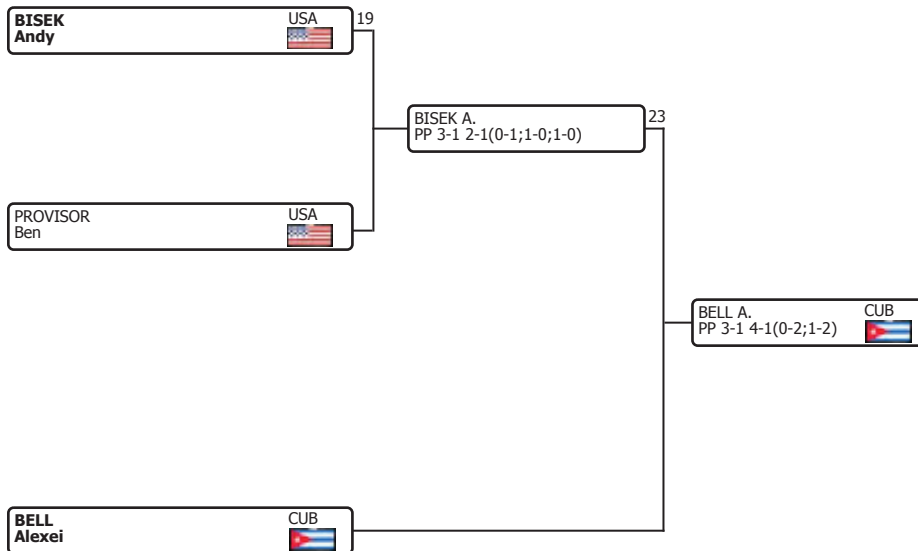 BISEK USA 19
Andy
BISEK A. 23
PP 3-1 2-1(0-1;1-0;1-0)
PROVISOR USA
Ben
BELL A. CUB
PP 3-1 4-1(0-2;1-2)
BELL CUB
Alexei